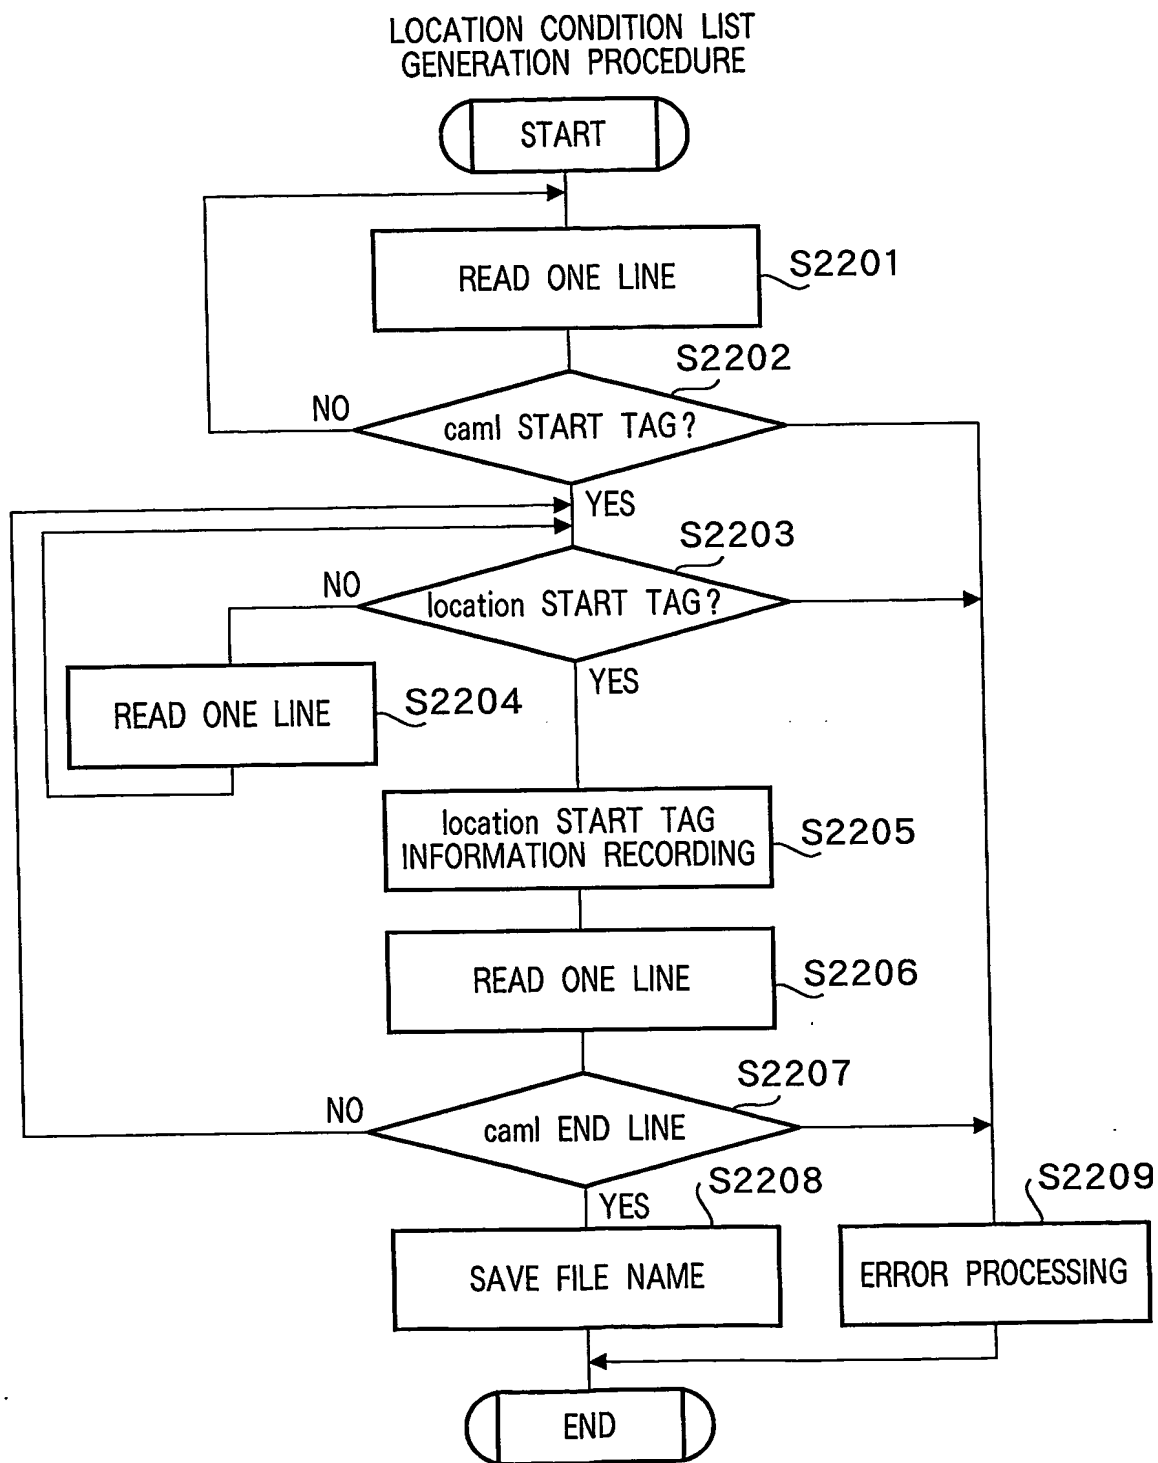 LOCATION CONDITION LIST
GENERATION PROCEDURE
START
READ ONE LINE
S2201
S2202
NO
caml START TAG?
YES
S2203
NO
location START TAG?
YES
READ ONE LINE
S2204
location START TAG
INFORMATION RECORDING
S2205
READ ONE LINE
S2206
S2207
NO
caml END LINE
YES
S2208
S2209
SAVE FILE NAME
ERROR PROCESSING
END